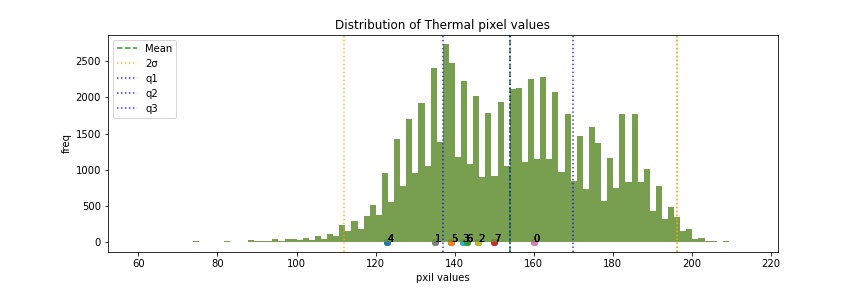 Distribution of Thermal pixel values
Mean
2σ
q1
q2
q3
freq
2500
2000
1500
1000
500
0
4
1
5
3
6
2
7
0
60
80
100
120
140
160
180
200
220
pxil values